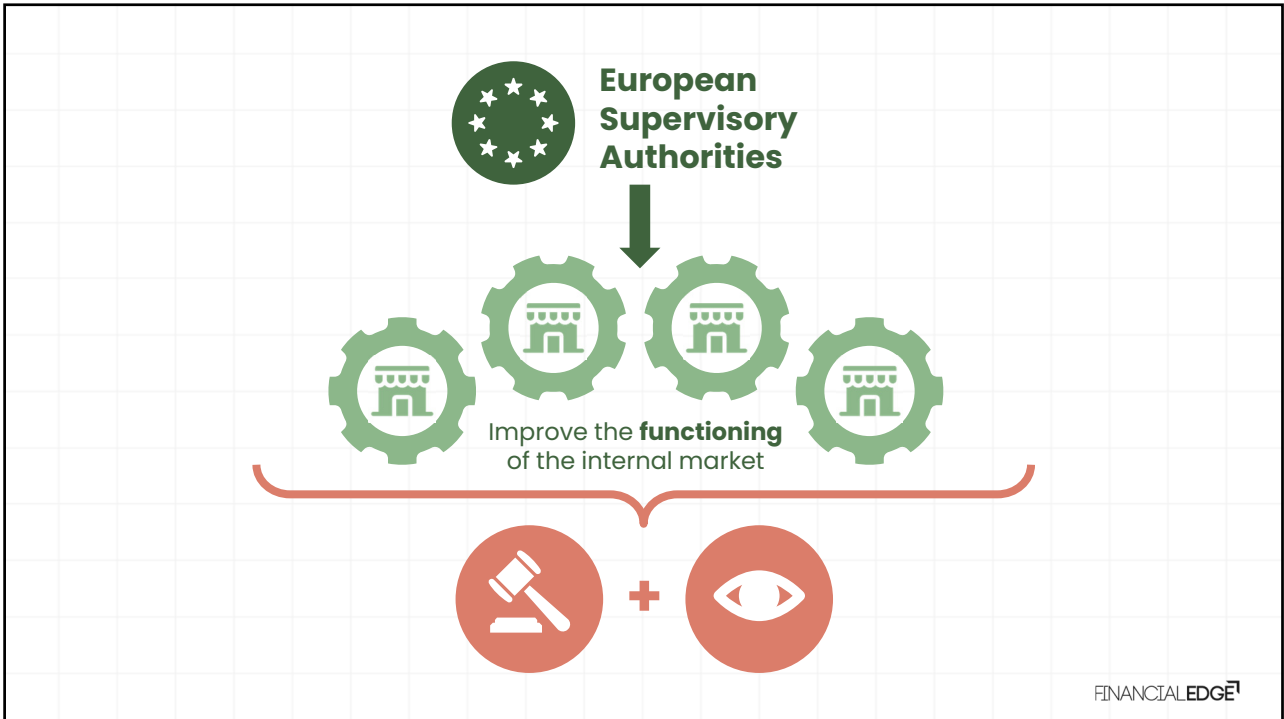 European
Supervisory
Authorities
Improve the functioning
of the internal market
FINANCIALEDGE